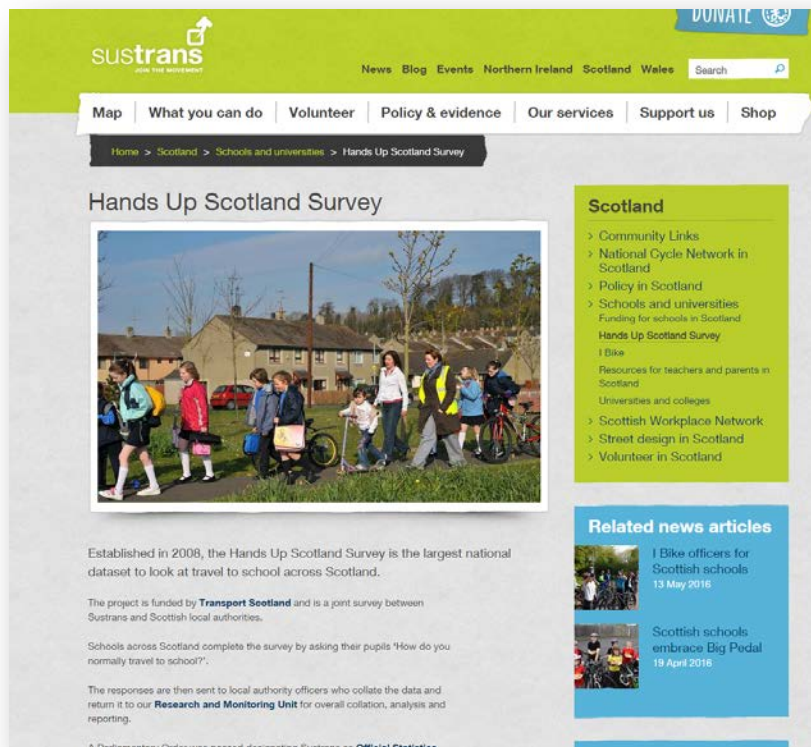 DONATE
sustrans
JOIN THE MOVEMENT
News Blog Events Northern Ireland Scotland Wales Search
Map What you can do Volunteer Policy & evidence Our services Support us Shop
Home > Scotland > Schools and universities > Hands Up Scotland Survey
Hands Up Scotland Survey
Established in 2008, the Hands Up Scotland Survey is the largest national
dataset to look at travel to school across Scotland.
The project is funded by Transport Scotland and is a joint survey between
Sustrans and Scottish local authorities.
Schools across Scotland complete the survey by asking their pupils 'How do you
normally travel to school?'.
The responses are then sent to local authority officers who collate the data and
return it to our Research and Monitoring Unit for overall collation, analysis and
reporting.
A Parliamentary Order was passed designating Sustrans as Official Statistics
Scotland
> Community Links
> National Cycle Network in
Scotland
> Policy in Scotland
> Schools and universities
Funding for schools in Scotland
Hands Up Scotland Survey
I Bike
Resources for teachers and parents in
Scotland
Universities and colleges
> Scottish Workplace Network
> Street design in Scotland
> Volunteer in Scotland
Related news articles
I Bike officers for
Scottish schools
13 May 2016
Scottish schools
embrace Big Pedal
19 April 2016